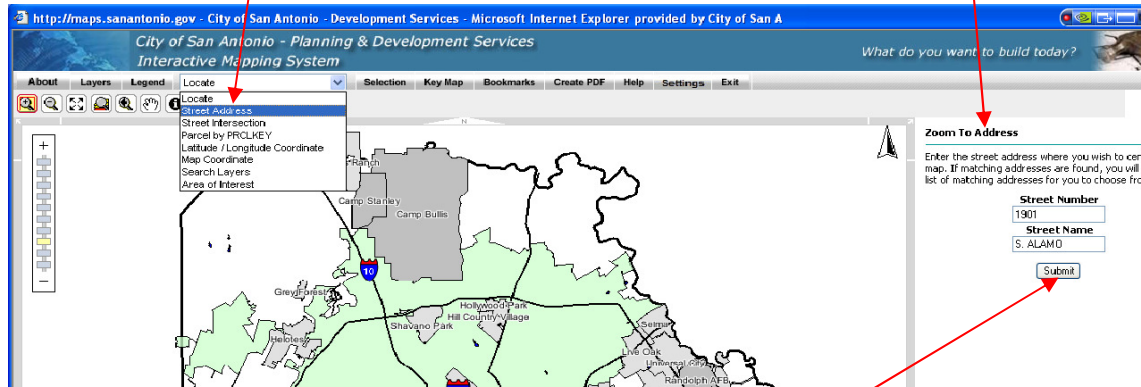 http://maps.sanantonio.gov - City of San Antonio - Development Services - Microsoft Internet Explorer provided by City of San A
City of San Antonio - Planning & Development Services
Interactive Mapping System
What do you want to build today?
About Layers Legend Locate Selection Key Map Bookmarks Create PDF Help Settings Exit
Locate
Street Address
Street Intersection
Parcel by PRCLKEY
Latitude / Longitude Coordinate
Map Coordinate
Search Layers
Area of Interest
N
Zoom To Address
Enter the street address where you wish to cen
map. If matching addresses are found, you will
list of matching addresses for you to choose fro
Street Number
1901
Street Name
S. ALAMO
Submit
Ranch
Camp Stanley
Camp Bullis
10
Grey Forest
Hollywood Park
Hill Country Village
Shavano Park
Selma
Helotes
Live Oak
Universal City
Randolph AFB